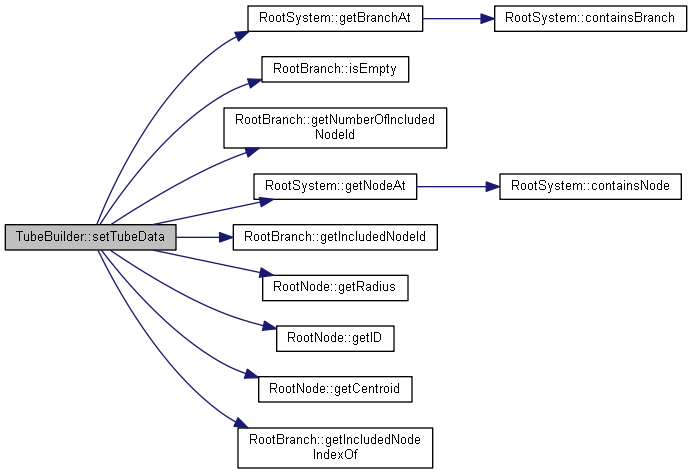 RootSystem::getBranchAt
RootSystem::containsBranch
RootBranch::isEmpty
RootBranch::getNumberOfIncluded
NodeId
RootSystem::getNodeAt
RootSystem::containsNode
TubeBuilder::setTubeData
RootBranch::getIncludedNodeId
RootNode::getRadius
RootNode::getID
RootNode::getCentroid
RootBranch::getIncludedNode
IndexOf